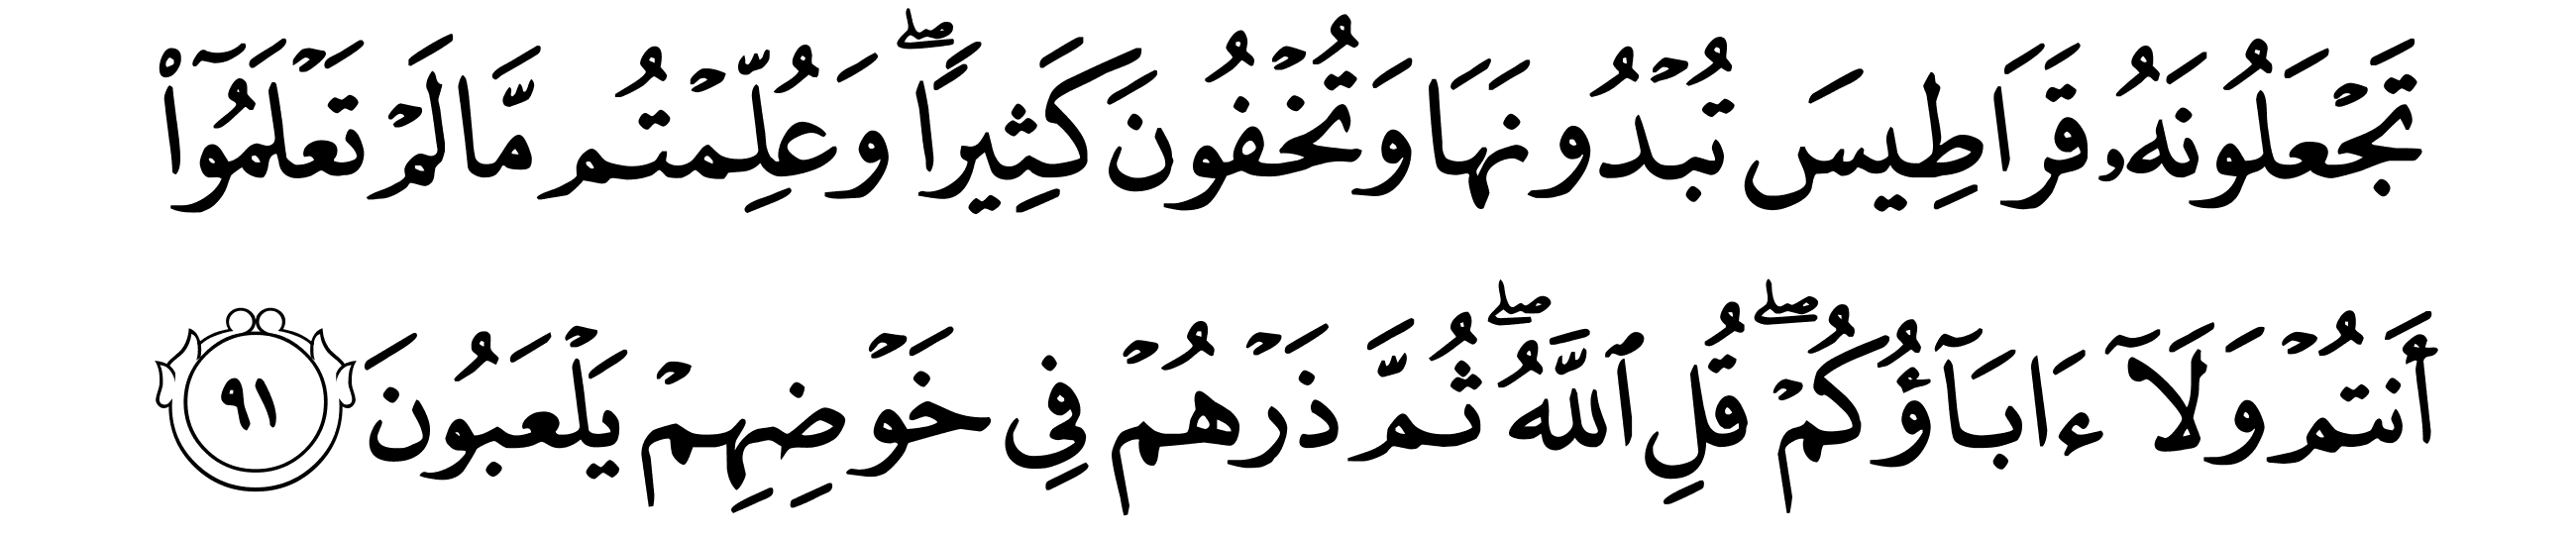 تَجْعَلُونَهُۥ قَرَاطِيسَ تُبْدُونَهَا وَتُخْفُونَ كَثِيرًاۖ وَعُلِّمْتُم مَّا لَمْ تَعْلَمُوٓا۟
أَنتُمْ وَلَآ ءَابَآؤُكُمْۖ قُلِ ٱللَّهُۖ ثُمَّ ذَرْهُمْ فِى خَوْضِهِمْ يَلْعَبُونَ ٩١